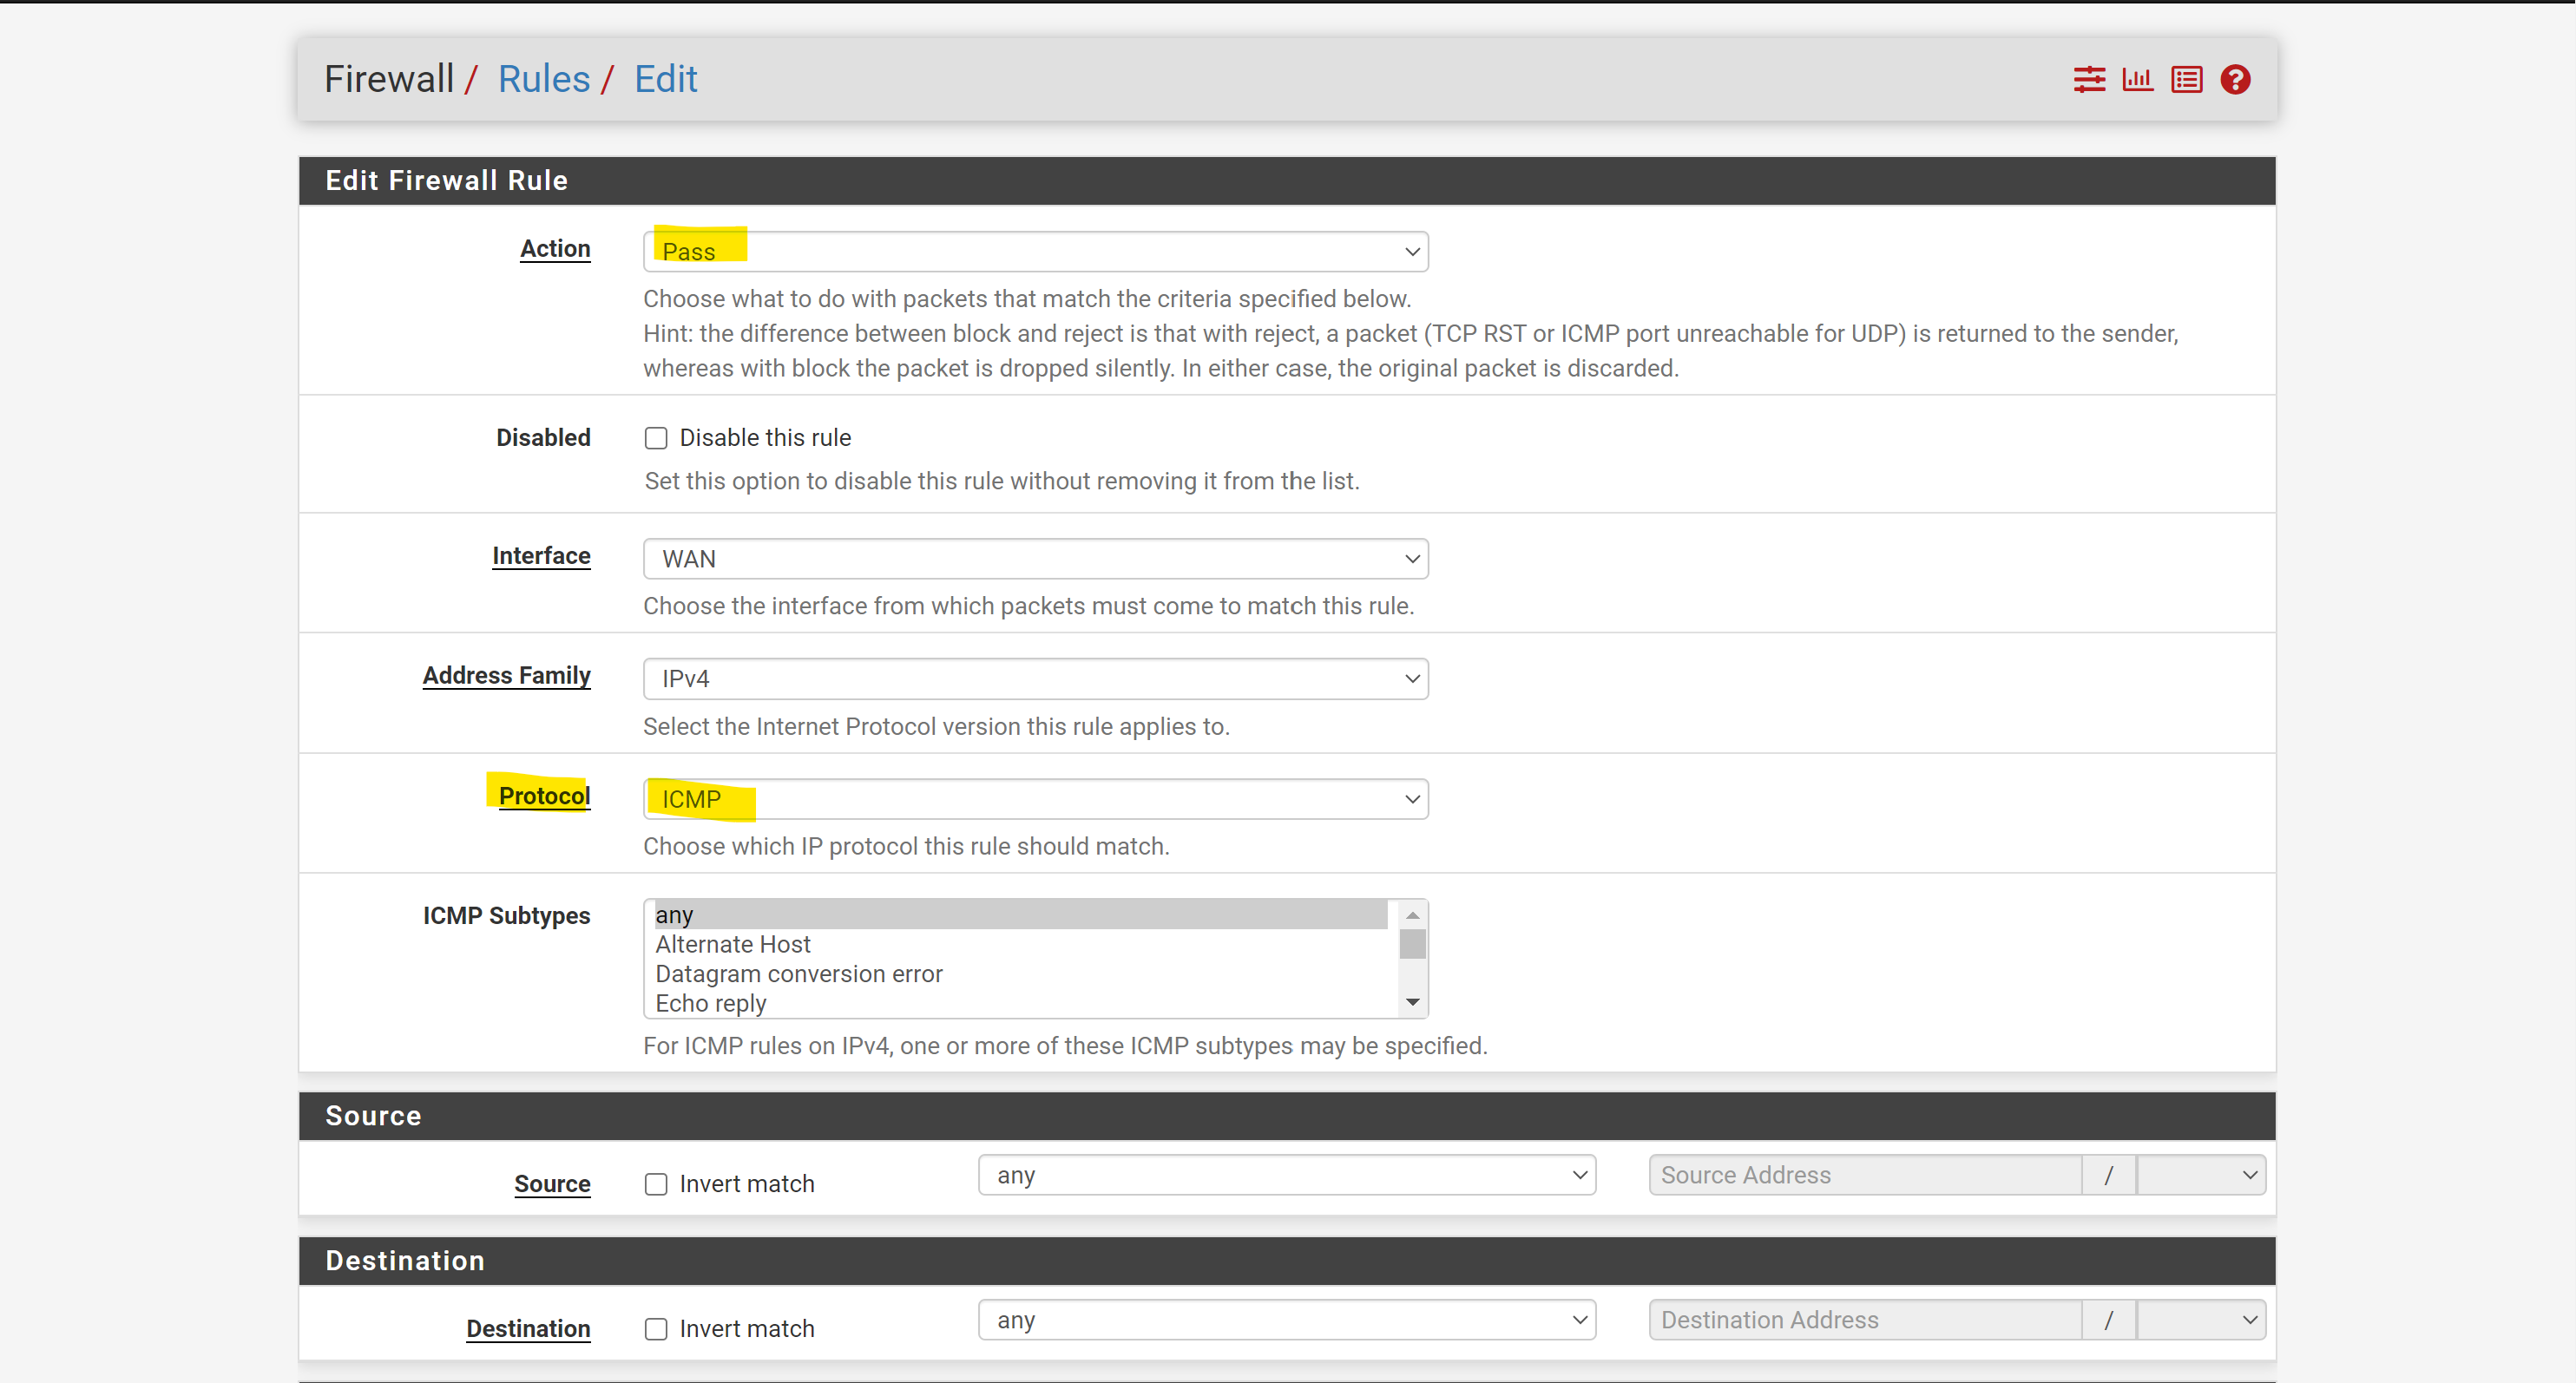 Firewall / Rules / Edit
Edit Firewall Rule
Action
Pass
Choose what to do with packets that match the criteria specified below.
Hint: the difference between block and reject is that with reject, a packet (TCP RST or ICMP port unreachable for UDP) is returned to the sender,
whereas with block the packet is dropped silently. In either case, the original packet is discarded.
Disabled
Disable this rule
Set this option to disable this rule without removing it from the list.
Interface
WAN
Choose the interface from which packets must come to match this rule.
Address Family
IPv4
Select the Internet Protocol version this rule applies to.
Protocol
ICMP
Choose which IP protocol this rule should match.
ICMP Subtypes
any
Alternate Host
Datagram conversion error
Echo reply
For ICMP rules on IPv4, one or more of these ICMP subtypes may be specified.
Source
Source
Invert match
any
Source Address
/
Destination
Destination
Invert match
any
Destination Address
/